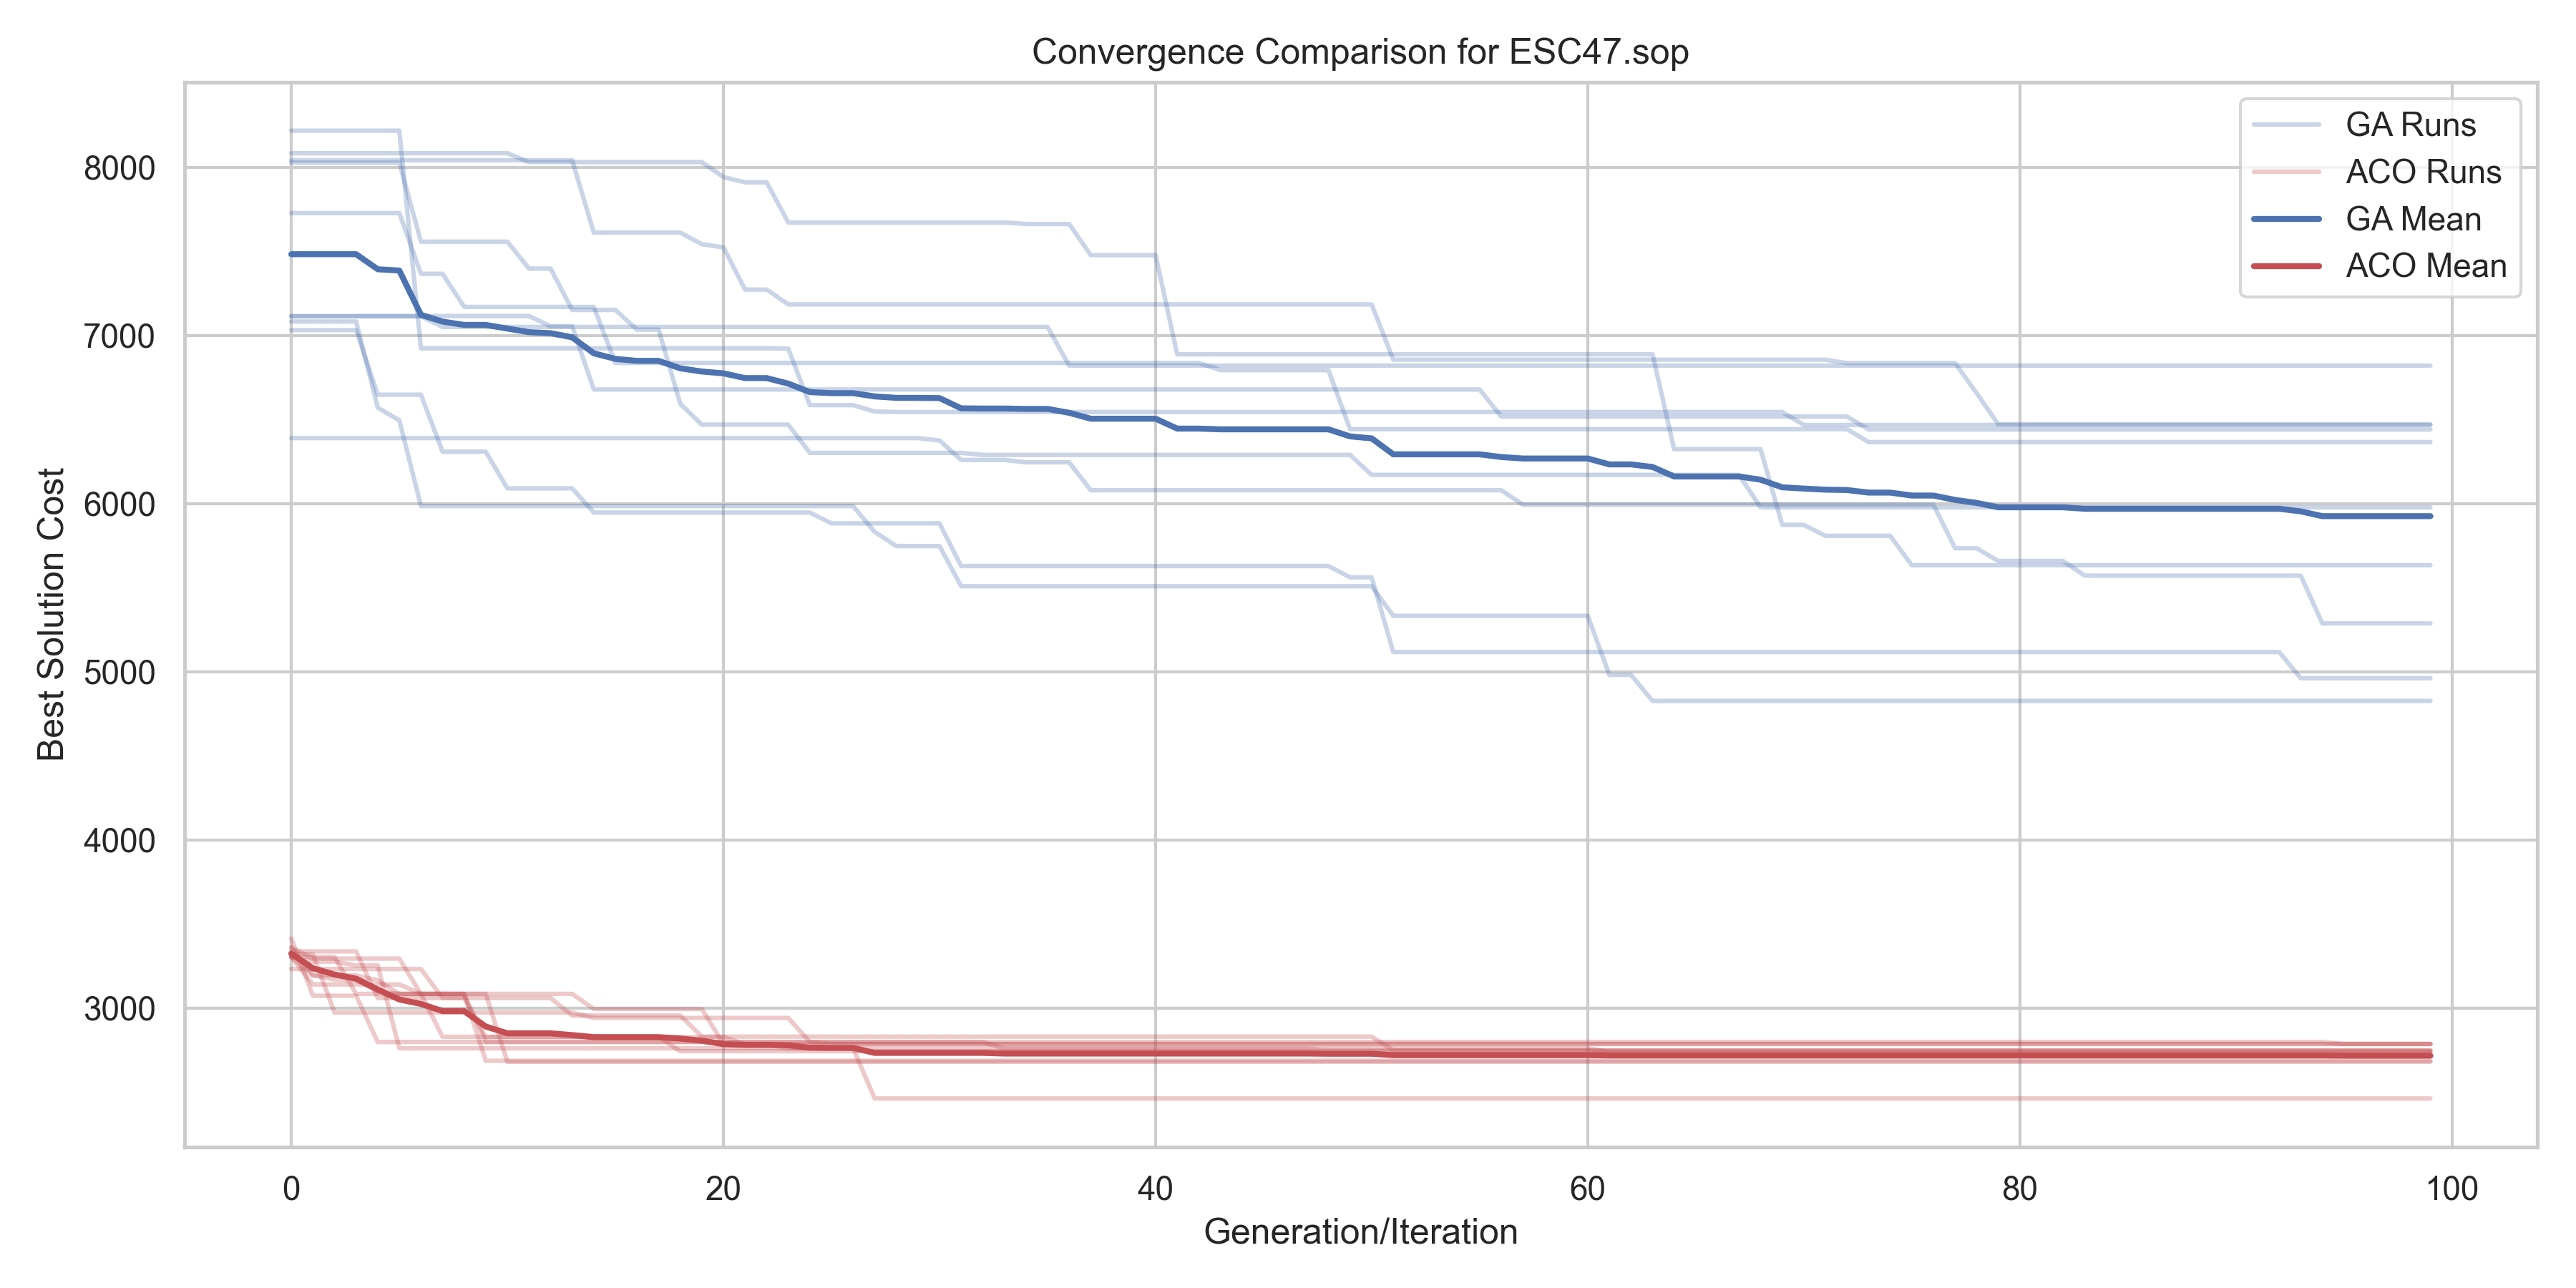 Convergence Comparison for ESC47.sop
GA Runs
ACO Runs
GA Mean
ACO Mean
8000
7000
6000
5000
4000
3000
Best Solution Cost
0 20 40 60 80 100
Generation/Iteration